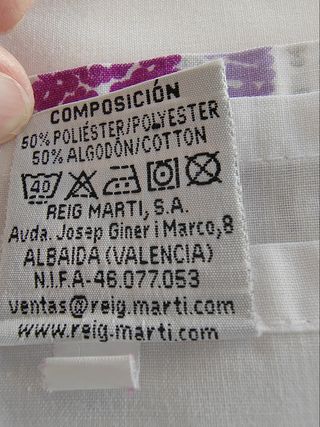 COMPOSICIÓN
50% POLIÉSTER/POLYESTER
50% ALGODÓN/COTTON
40
REIG MARTI, S.A.
Avda. Josep Giner i Marco,8
ALBAIDA (VALENCIA)
N.I.F.A-46.077.053
ventas@reig.marti.com
www.reig-marti.com